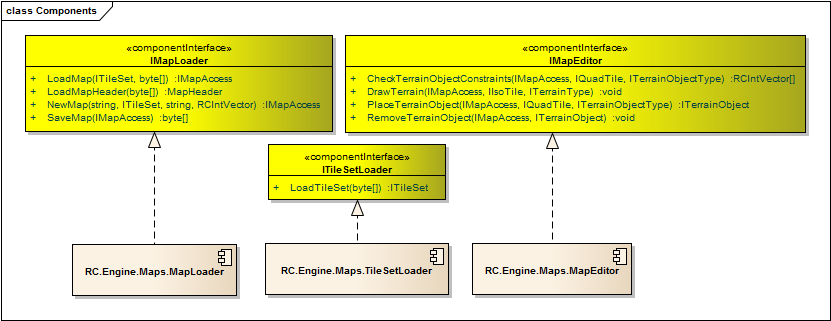 class Components
«componentInterface»
IMapLoader
+ LoadMap(ITileSet, byte[]) :IMapAccess
+ LoadMapHeader(byte[]) :MapHeader
+ NewMap(string, ITileSet, string, RCIntVector) :IMapAccess
+ SaveMap(IMapAccess) :byte[]
«componentInterface»
IMapEditor
+ CheckTerrainObjectConstraints(IMapAccess, IQuadTile, ITerrainObjectType) :RCIntVector[]
+ DrawTerrain(IMapAccess, IIsoTile, ITerrainType) :void
+ PlaceTerrainObject(IMapAccess, IQuadTile, ITerrainObjectType) :ITerrainObject
+ RemoveTerrainObject(IMapAccess, ITerrainObject) :void
«componentInterface»
ITileSetLoader
+ LoadTileSet(byte[]) :ITileSet
RC.Engine.Maps.MapLoader
RC.Engine.Maps.TileSetLoader
RC.Engine.Maps.MapEditor